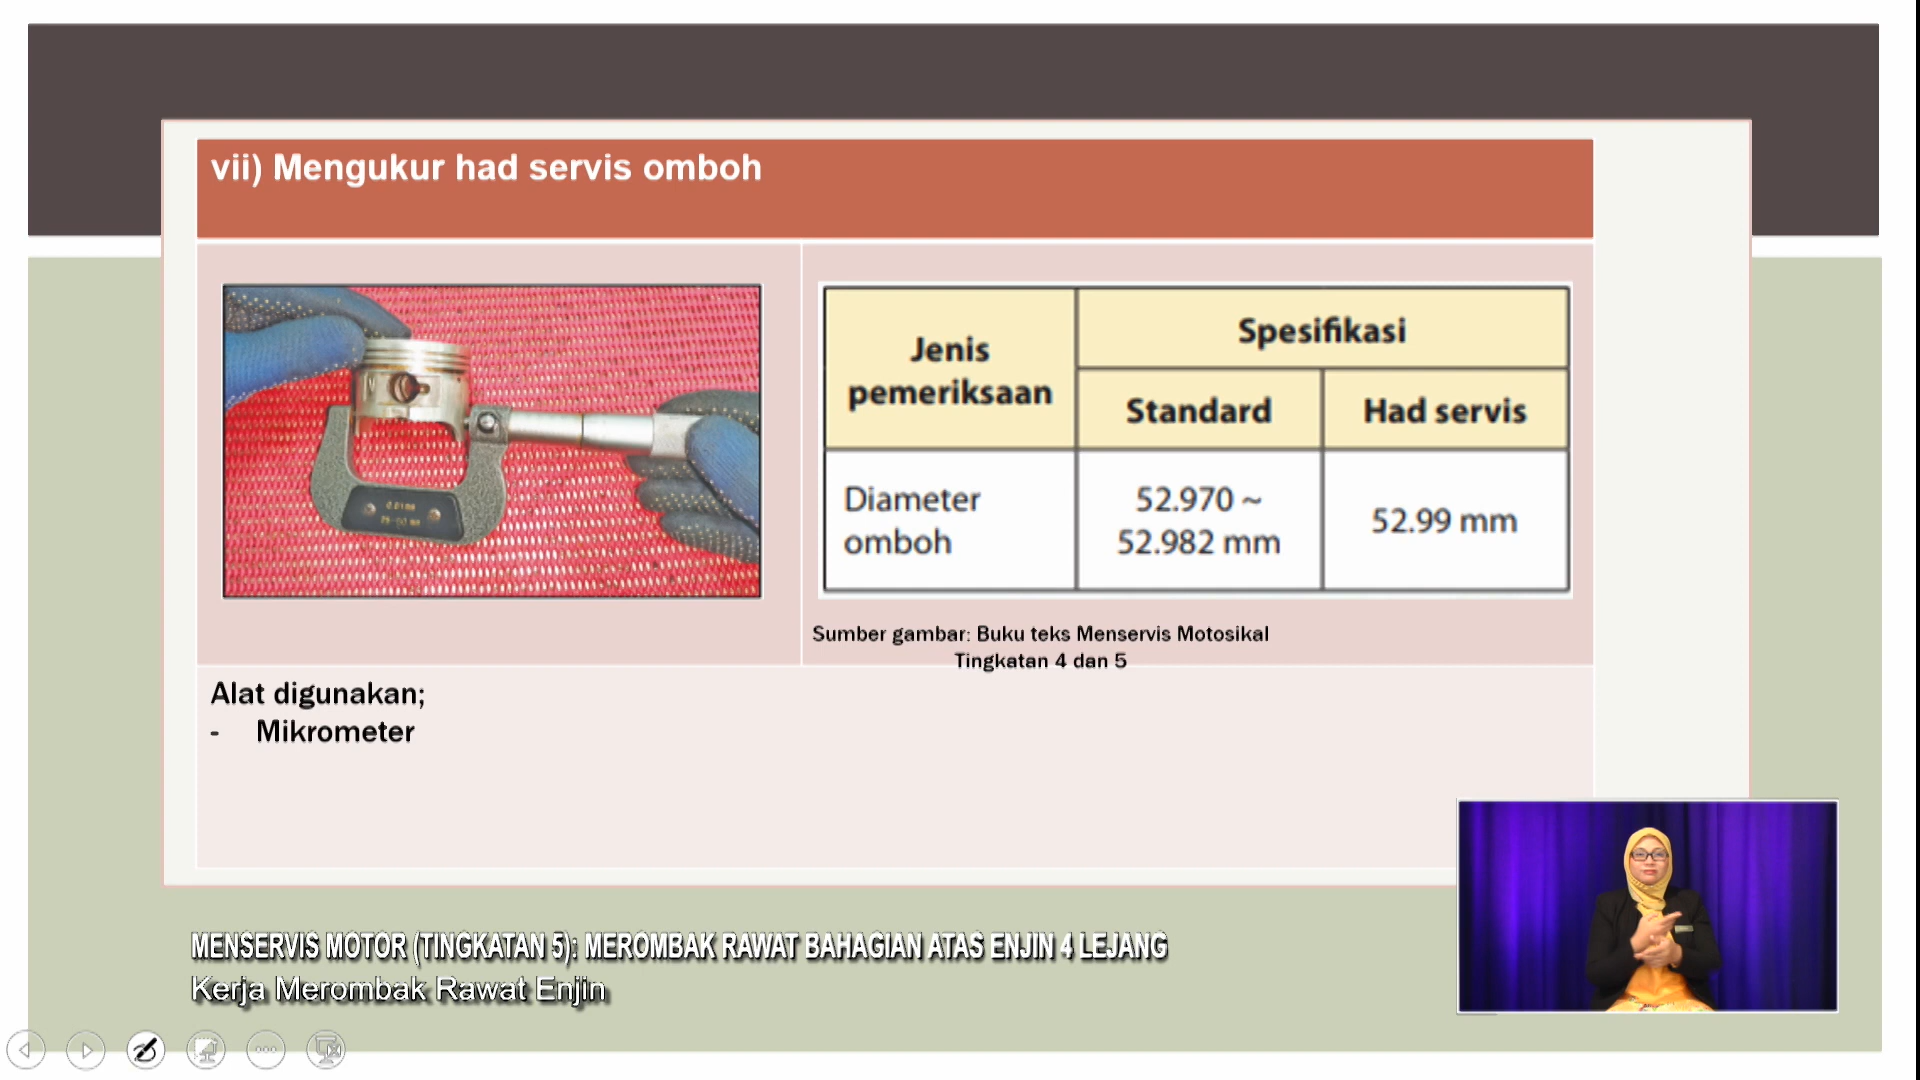 vii) Mengukur had servis omboh
Jenis
pemeriksaan
Spesifikasi
Standard
Had servis
Diameter
omboh
52.970 ~
52.982 mm
52.99 mm
Sumber gambar: Buku teks Menservis Motosikal
Tingkatan 4 dan 5
Alat digunakan;
- Mikrometer
MENSERVIS MOTOR (TINGKATAN 5): MEROMBAK RAWAT BAHAGIAN ATAS ENJIN 4 LEJANG
Kerja Merombak Rawat Enjin